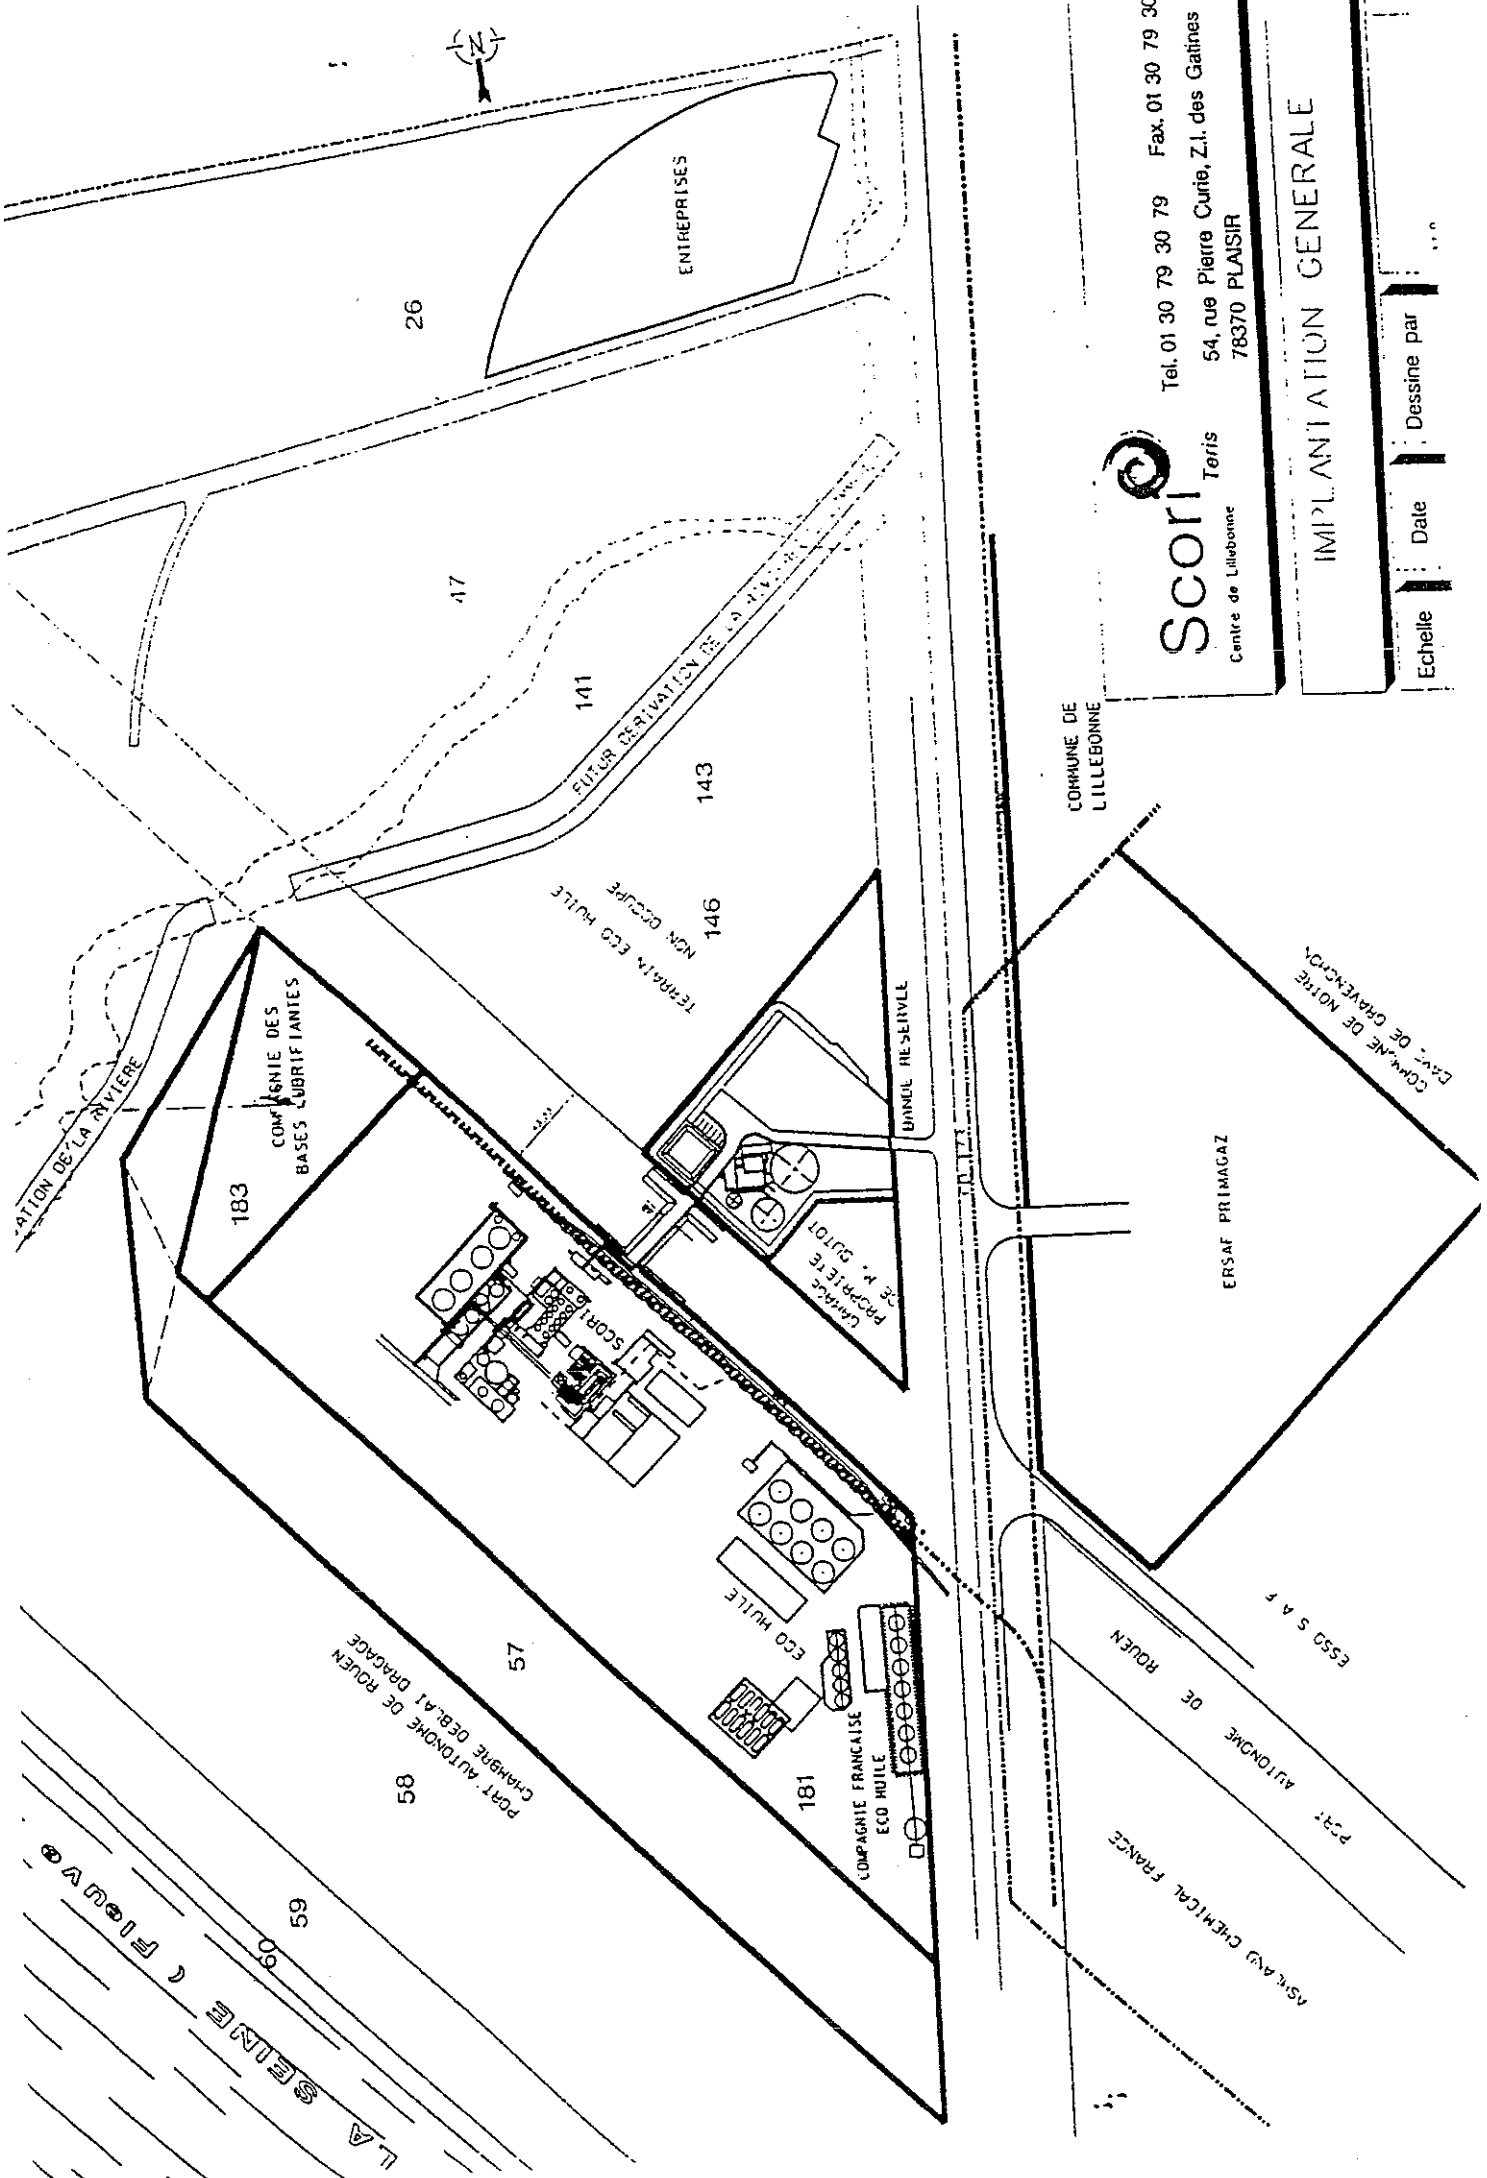 N
26
ENTREPRISES
47
141
143
146
FUTUR DERIVATION DE LA
TERRAIN ECO HUILE
NON OCCUPE
ATION DE LA RIVIERE
COMPAGNIE DES
BASES LUBRIFIANTES
183
SCORI
BANDE RESERVEE
GARAGE
PROPRIETE
DE M. DUTOT
ECO HUILE
COMPAGNIE FRANCAISE
ECO HUILE
181
57
PORT AUTONOME DE ROUEN
CHAMBRE DEBLAI DRAGAGE
58
59
60
LA SEINE ( Fleuve
COMMUNE DE
LILLEBONNE
ERSAF PRIMAGAZ
COMMUNE DE NOTRE
DAME DE GRAVENCHON
ESSO S A F
PORT AUTONOME DE ROUEN
ASHLAND CHEMICAL FRANCE
Scori Teris
Centre de Lillebonne
Tel. 01 30 79 30 79 Fax. 01 30 79 30
54, rue Pierre Curie, Z.I. des Gatines
78370 PLAISIR
IMPLANTATION GENERALE
Echelle
Date
Dessine par